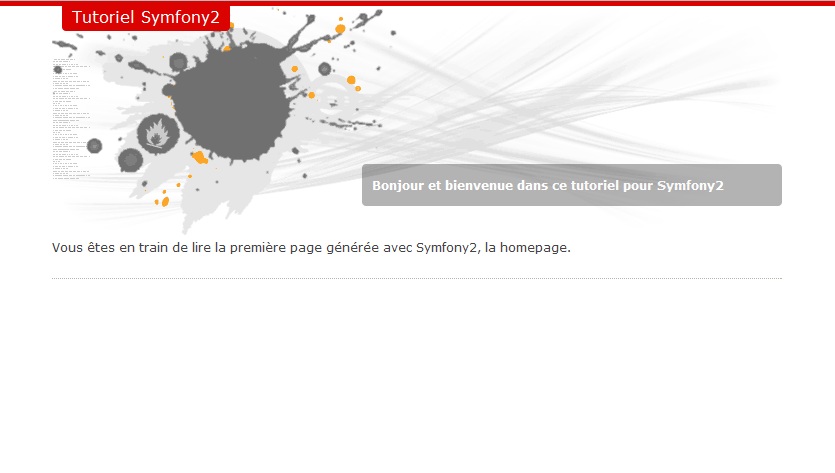 Tutoriel Symfony2
Bonjour et bienvenue dans ce tutoriel pour Symfony2
Vous êtes en train de lire la première page générée avec Symfony2, la homepage.